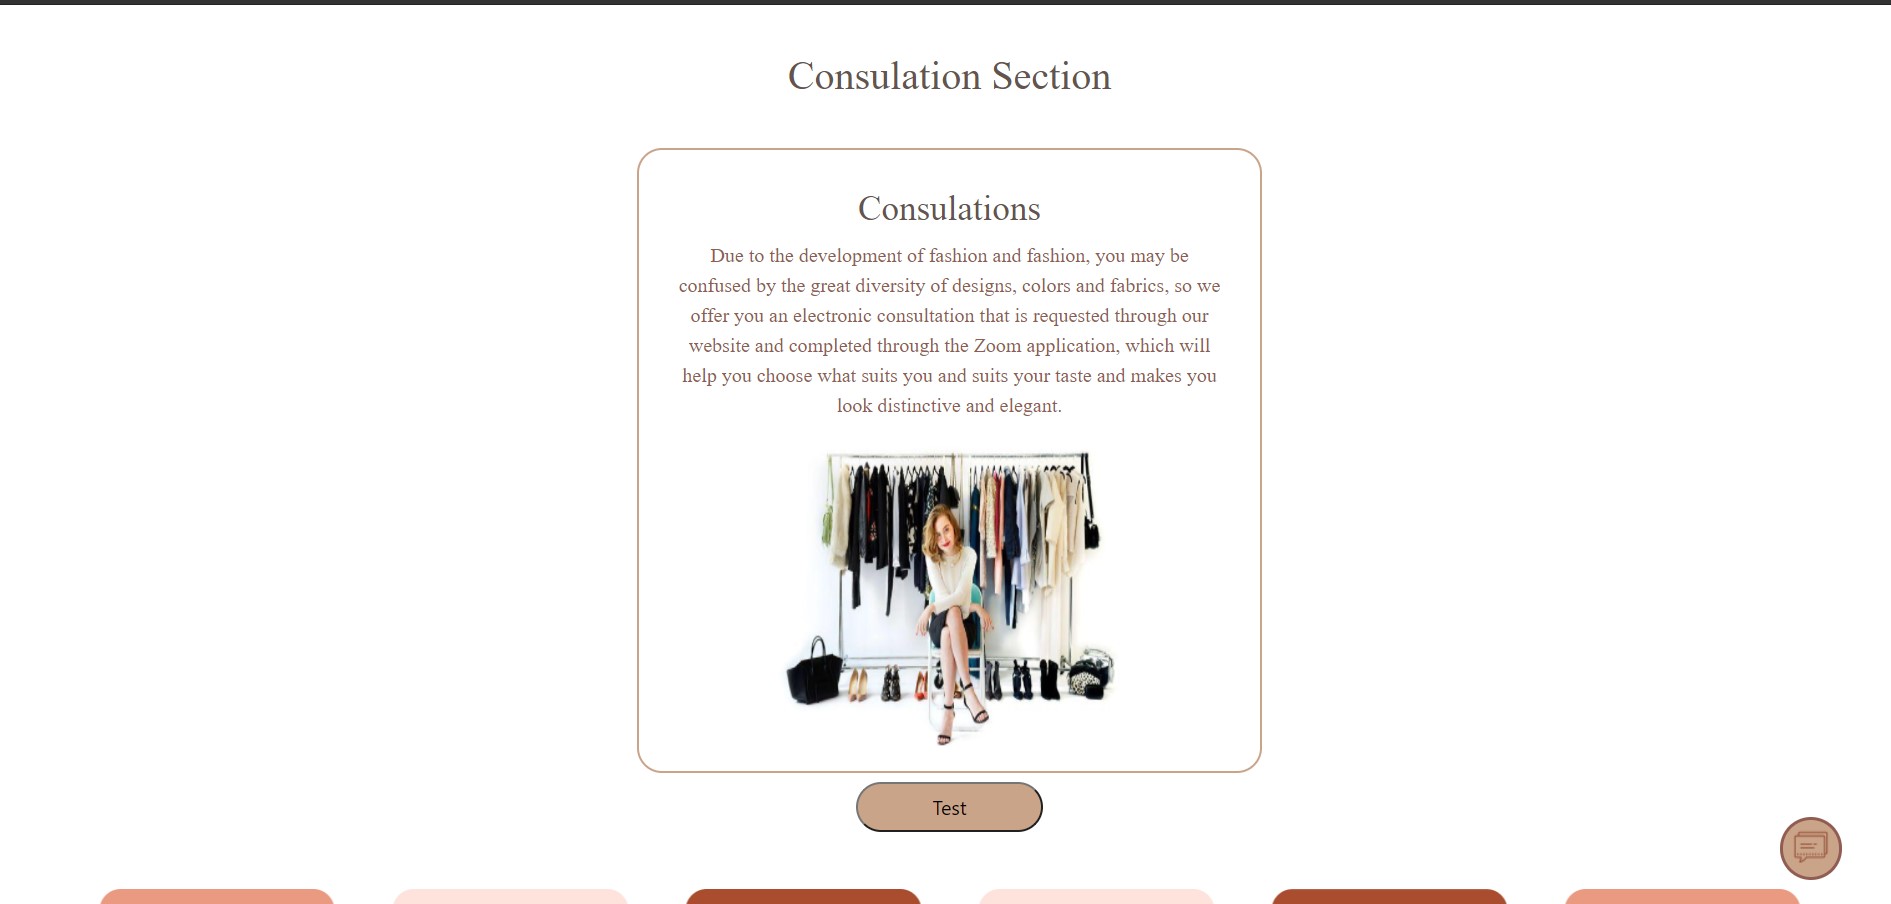 Consulation Section
Consulations
Due to the development of fashion and fashion, you may be
confused by the great diversity of designs, colors and fabrics, so we
offer you an electronic consultation that is requested through our
website and completed through the Zoom application, which will
help you choose what suits you and suits your taste and makes you
look distinctive and elegant.
Test